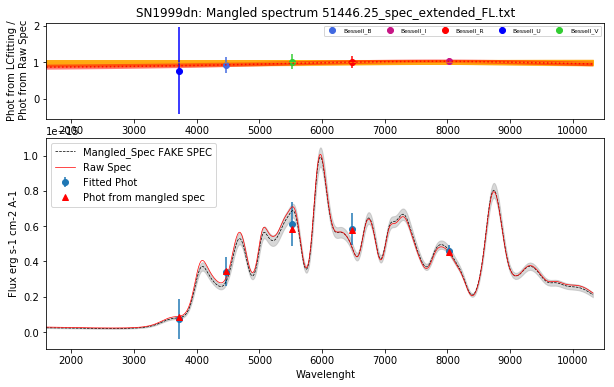 SN1999dn: Mangled spectrum 51446.25_spec_extended_FL.txt
Phot from LCfitting /
Phot from Raw Spec
2
1
0
Bessell_B
Bessell_I
Bessell_R
Bessell_U
Bessell_V
2000 3000 4000 5000 6000 7000 8000 9000 10000
1e−15
Flux erg s-1 cm-2 A-1
1.0
0.8
0.6
0.4
0.2
0.0
Mangled_Spec FAKE SPEC
Raw Spec
Fitted Phot
Phot from mangled spec
2000 3000 4000 5000 6000 7000 8000 9000 10000
Wavelenght